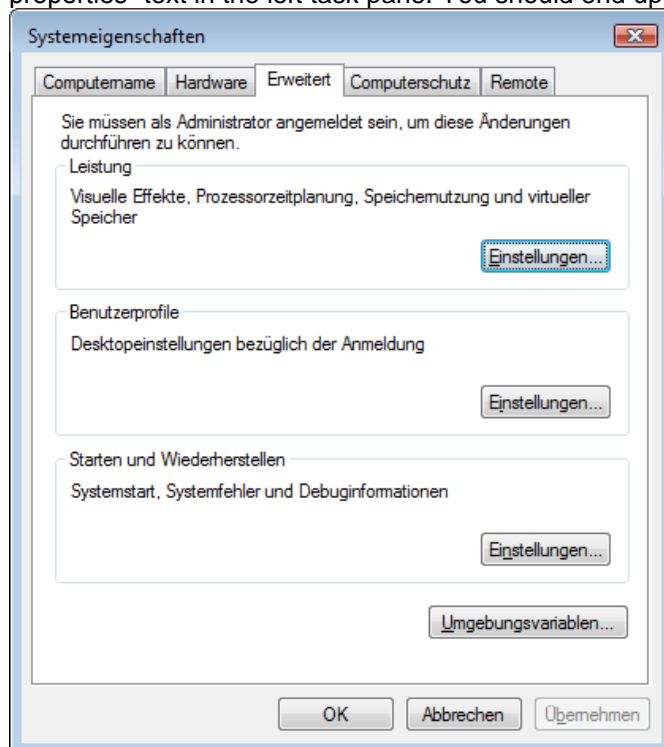 properties" text in the left task pane. You should end up
Systemeigenschaften
Computername Hardware Erweitert Computerschutz Remote
Sie müssen als Administrator angemeldet sein, um diese Änderungen
durchführen zu können.
Leistung
Visuelle Effekte, Prozessorzeitplanung, Speichernutzung und virtueller
Speicher
Einstellungen...
Benutzerprofile
Desktopeinstellungen bezüglich der Anmeldung
Einstellungen...
Starten und Wiederherstellen
Systemstart, Systemfehler und Debuginformationen
Einstellungen...
Umgebungsvariablen...
OK Abbrechen Übernehmen